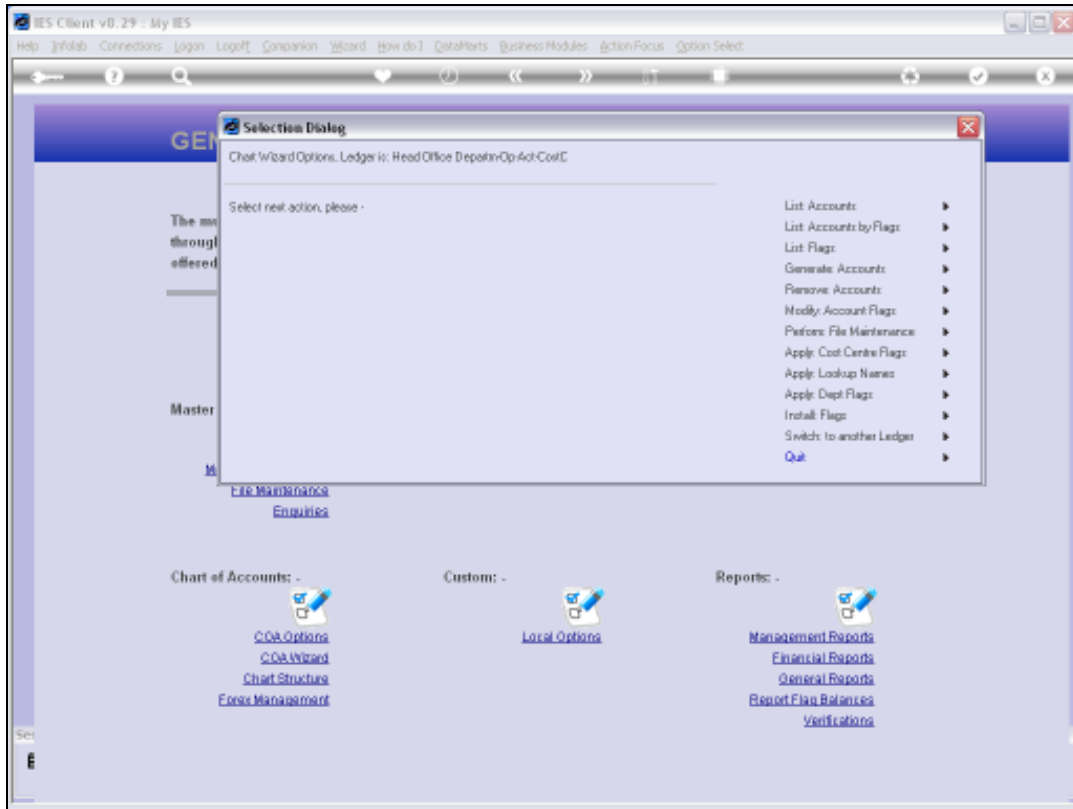 IES Client v8.29 : My IES
Help Infolab Connections Logon Logoff Companion Wizard How do I DataMarts Business Modules Action Focus Option Select
GEN
Selection Dialog
Chart Wizard Options, Ledger is: Head Office Departm-Op-Act-CostC
Select next action, please -
List: Accounts
List: Accounts by Flags
List: Flags
Generate: Accounts
Remove: Accounts
Modify: Account Flags
Perform: File Maintenance
Apply: Cost Centre Flags
Apply: Lookup Names
Apply: Dept Flags
Install: Flags
Switch: to another Ledger
Quit
The
through
offered
Master
File Maintenance
Enquiries
Chart of Accounts: -
Custom: -
Reports: -
COA Options
COA Wizard
Chart Structure
Forex Management
Local Options
Management Reports
Financial Reports
General Reports
Report Flag Balances
Verifications
Ser